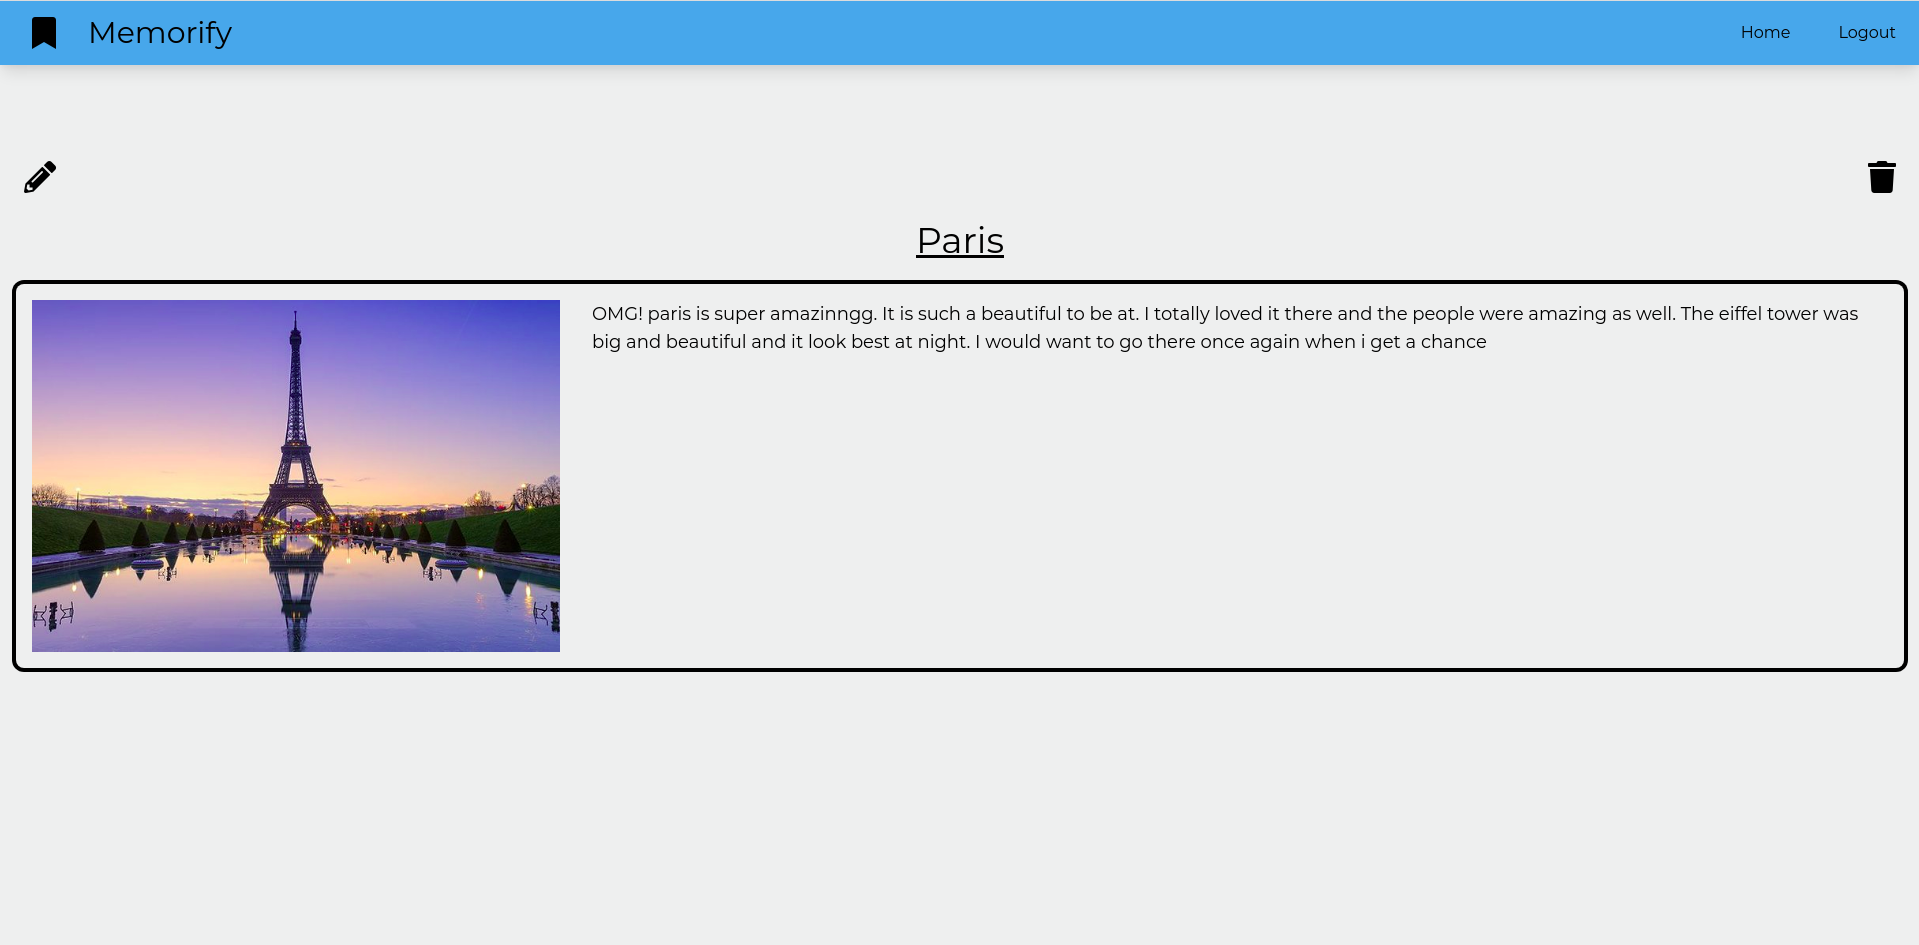 Memorify
Home
Logout
Paris
OMG! paris is super amazinngg. It is such a beautiful to be at. I totally loved it there and the people were amazing as well. The eiffel tower was
big and beautiful and it look best at night. I would want to go there once again when i get a chance